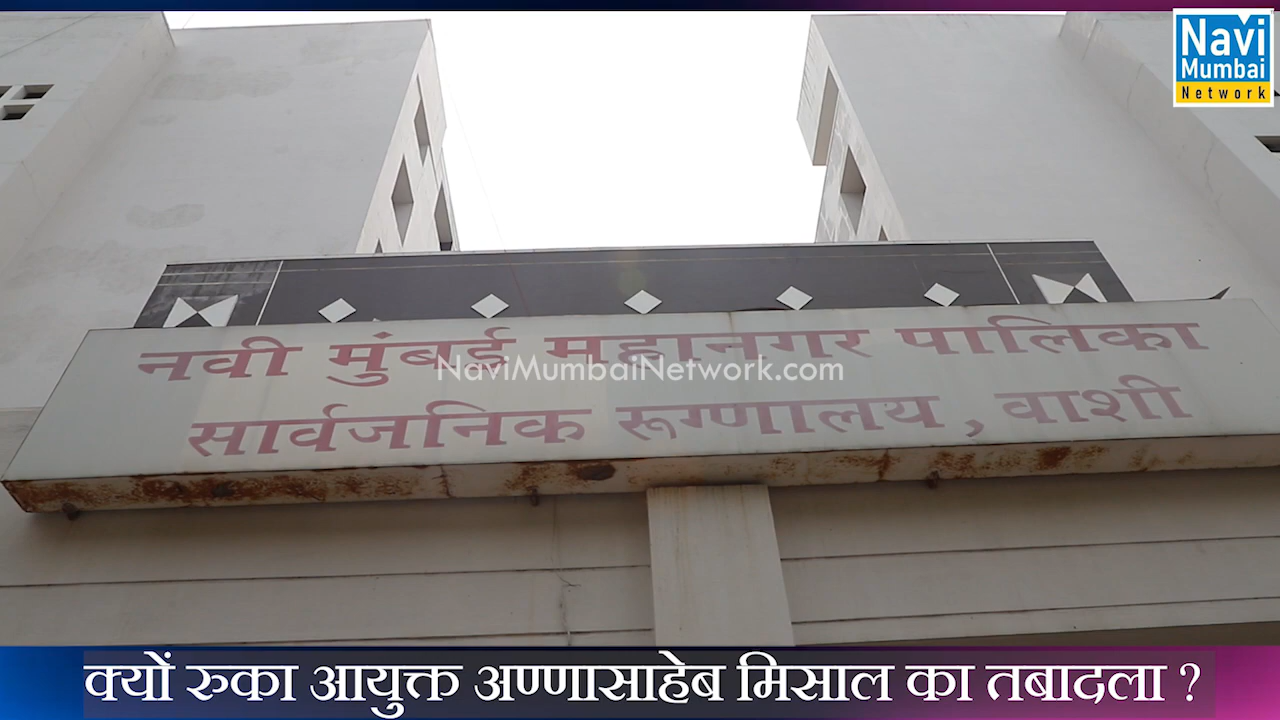 Navi
Mumbai
Network
नवी मुंबई महानगर पालिका
NaviMumbaiNetwork.com
सार्वजनिक रूग्णालय, वाशी
क्यों रुका आयुक्त अण्णासाहेब मिसाल का तबादला ?